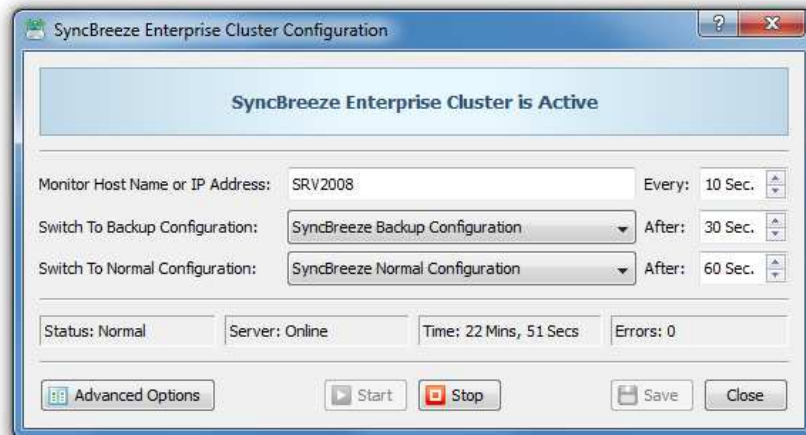 SyncBreeze Enterprise Cluster Configuration
SyncBreeze Enterprise Cluster is Active
Monitor Host Name or IP Address: SRV2008 Every: 10 Sec.
Switch To Backup Configuration: SyncBreeze Backup Configuration After: 30 Sec.
Switch To Normal Configuration: SyncBreeze Normal Configuration After: 60 Sec.
Status: Normal Server: Online Time: 22 Mins, 51 Secs Errors: 0
Advanced Options Start Stop Save Close